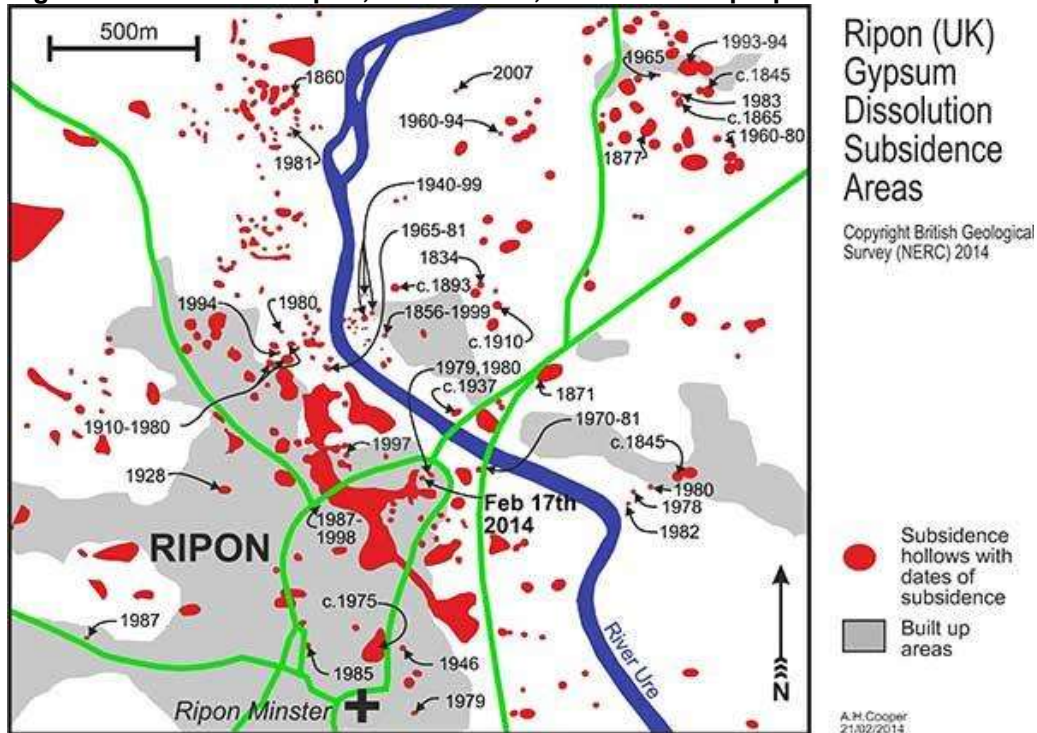 500m
1860
1981
2007
1960-94
1965
1993-94
c.1845
1983
c.1865
c.1960-80
1877
1940-99
1965-81
1834
c.1893
1856-1999
c.1910
1994
1980
1979,1980
c.1937
1871
1910-1980
1970-81
c.1845
1997
1928
1980
1978
1982
Feb 17th
2014
1987-
1998
RIPON
c.1975
1987
1985
1946
1979
Ripon Minster
River Ure
Ripon (UK)
Gypsum
Dissolution
Subsidence
Areas
Copyright British Geological
Survey (NERC) 2014
Subsidence
hollows with
dates of
subsidence
Built up
areas
N
A.H.Cooper
21/02/2014